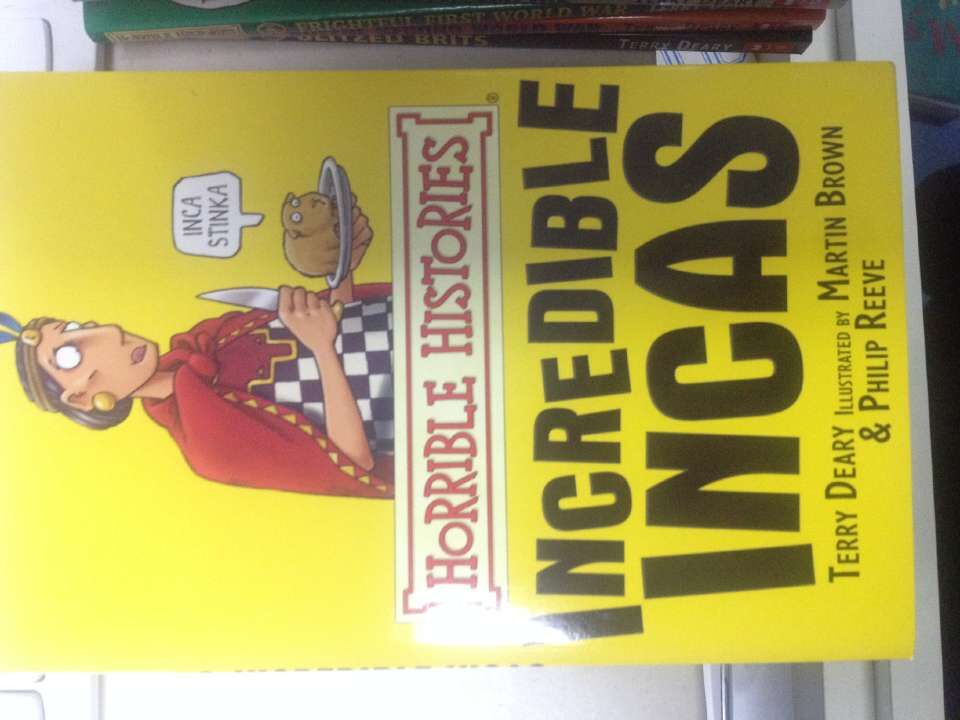 FRIGHTFUL FIRST WORLD WAR
BLITZED BRITS TERRY DEARY
INCA
STINKA
HORRIBLE HISTORIES®
INCREDIBLE
INCAS
TERRY DEARY ILLUSTRATED BY MARTIN BROWN
& PHILIP REEVE